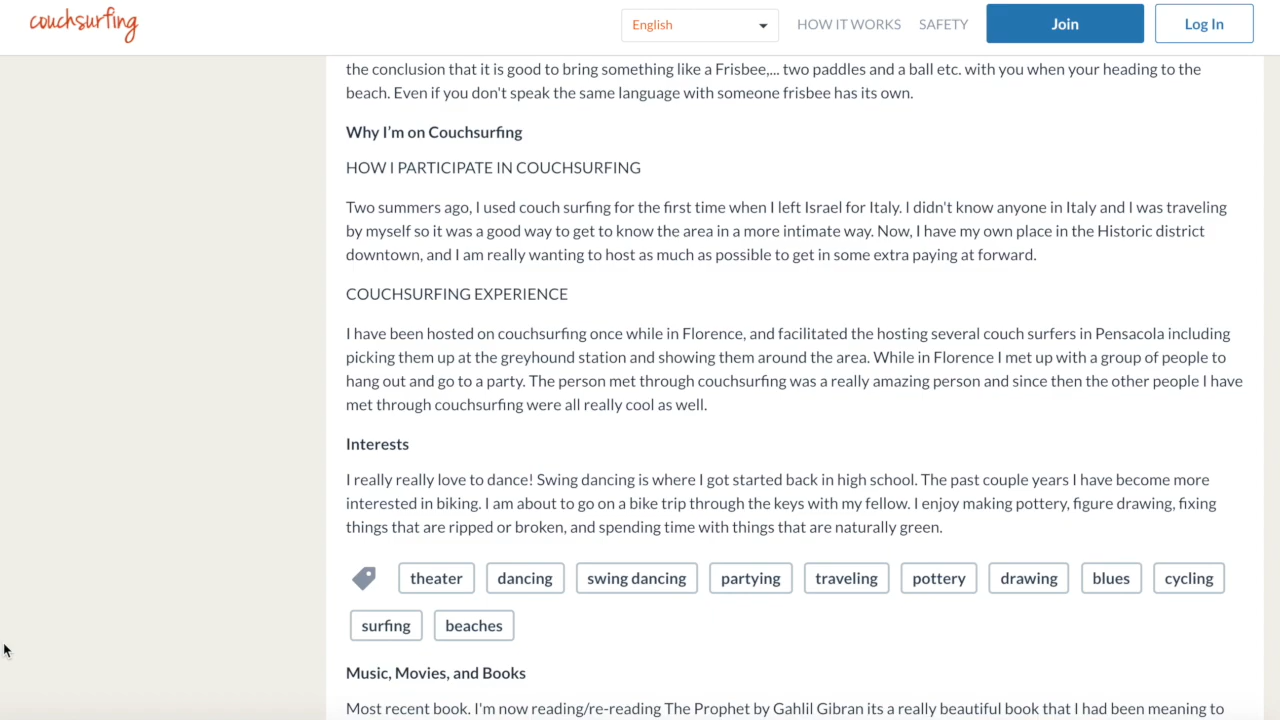 couchsurfing
English
HOW IT WORKS
SAFETY
Join
Log In
the conclusion that it is good to bring something like a Frisbee,... two paddles and a ball etc. with you when your heading to the
beach. Even if you don't speak the same language with someone frisbee has its own.
Why I’m on Couchsurfing
HOW I PARTICIPATE IN COUCHSURFING
Two summers ago, I used couch surfing for the first time when I left Israel for Italy. I didn't know anyone in Italy and I was traveling
by myself so it was a good way to get to know the area in a more intimate way. Now, I have my own place in the Historic district
downtown, and I am really wanting to host as much as possible to get in some extra paying at forward.
COUCHSURFING EXPERIENCE
I have been hosted on couchsurfing once while in Florence, and facilitated the hosting several couch surfers in Pensacola including
picking them up at the greyhound station and showing them around the area. While in Florence I met up with a group of people to
hang out and go to a party. The person met through couchsurfing was a really amazing person and since then the other people I have
met through couchsurfing were all really cool as well.
Interests
I really really love to dance! Swing dancing is where I got started back in high school. The past couple years I have become more
interested in biking. I am about to go on a bike trip through the keys with my fellow. I enjoy making pottery, figure drawing, fixing
things that are ripped or broken, and spending time with things that are naturally green.
theater dancing swing dancing partying traveling pottery drawing blues cycling
surfing beaches
Music, Movies, and Books
Most recent book. I'm now reading/re-reading The Prophet by Gahlil Gibran its a really beautiful book that I had been meaning to